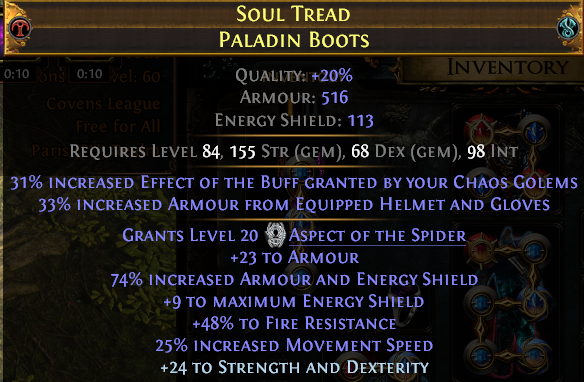 Soul Tread
Paladin Boots
Quality: +20%
Armour: 516
Energy Shield: 113
Inventory
0:10
0:10
Level: 60
Covens League
Free for All
Requires Level 84, 155 Str (gem), 68 Dex (gem), 98 Int
31% increased Effect of the Buff granted by your Chaos Golems
33% increased Armour from Equipped Helmet and Gloves
Grants Level 20 Aspect of the Spider
+23 to Armour
74% increased Armour and Energy Shield
+9 to maximum Energy Shield
+48% to Fire Resistance
25% increased Movement Speed
+24 to Strength and Dexterity